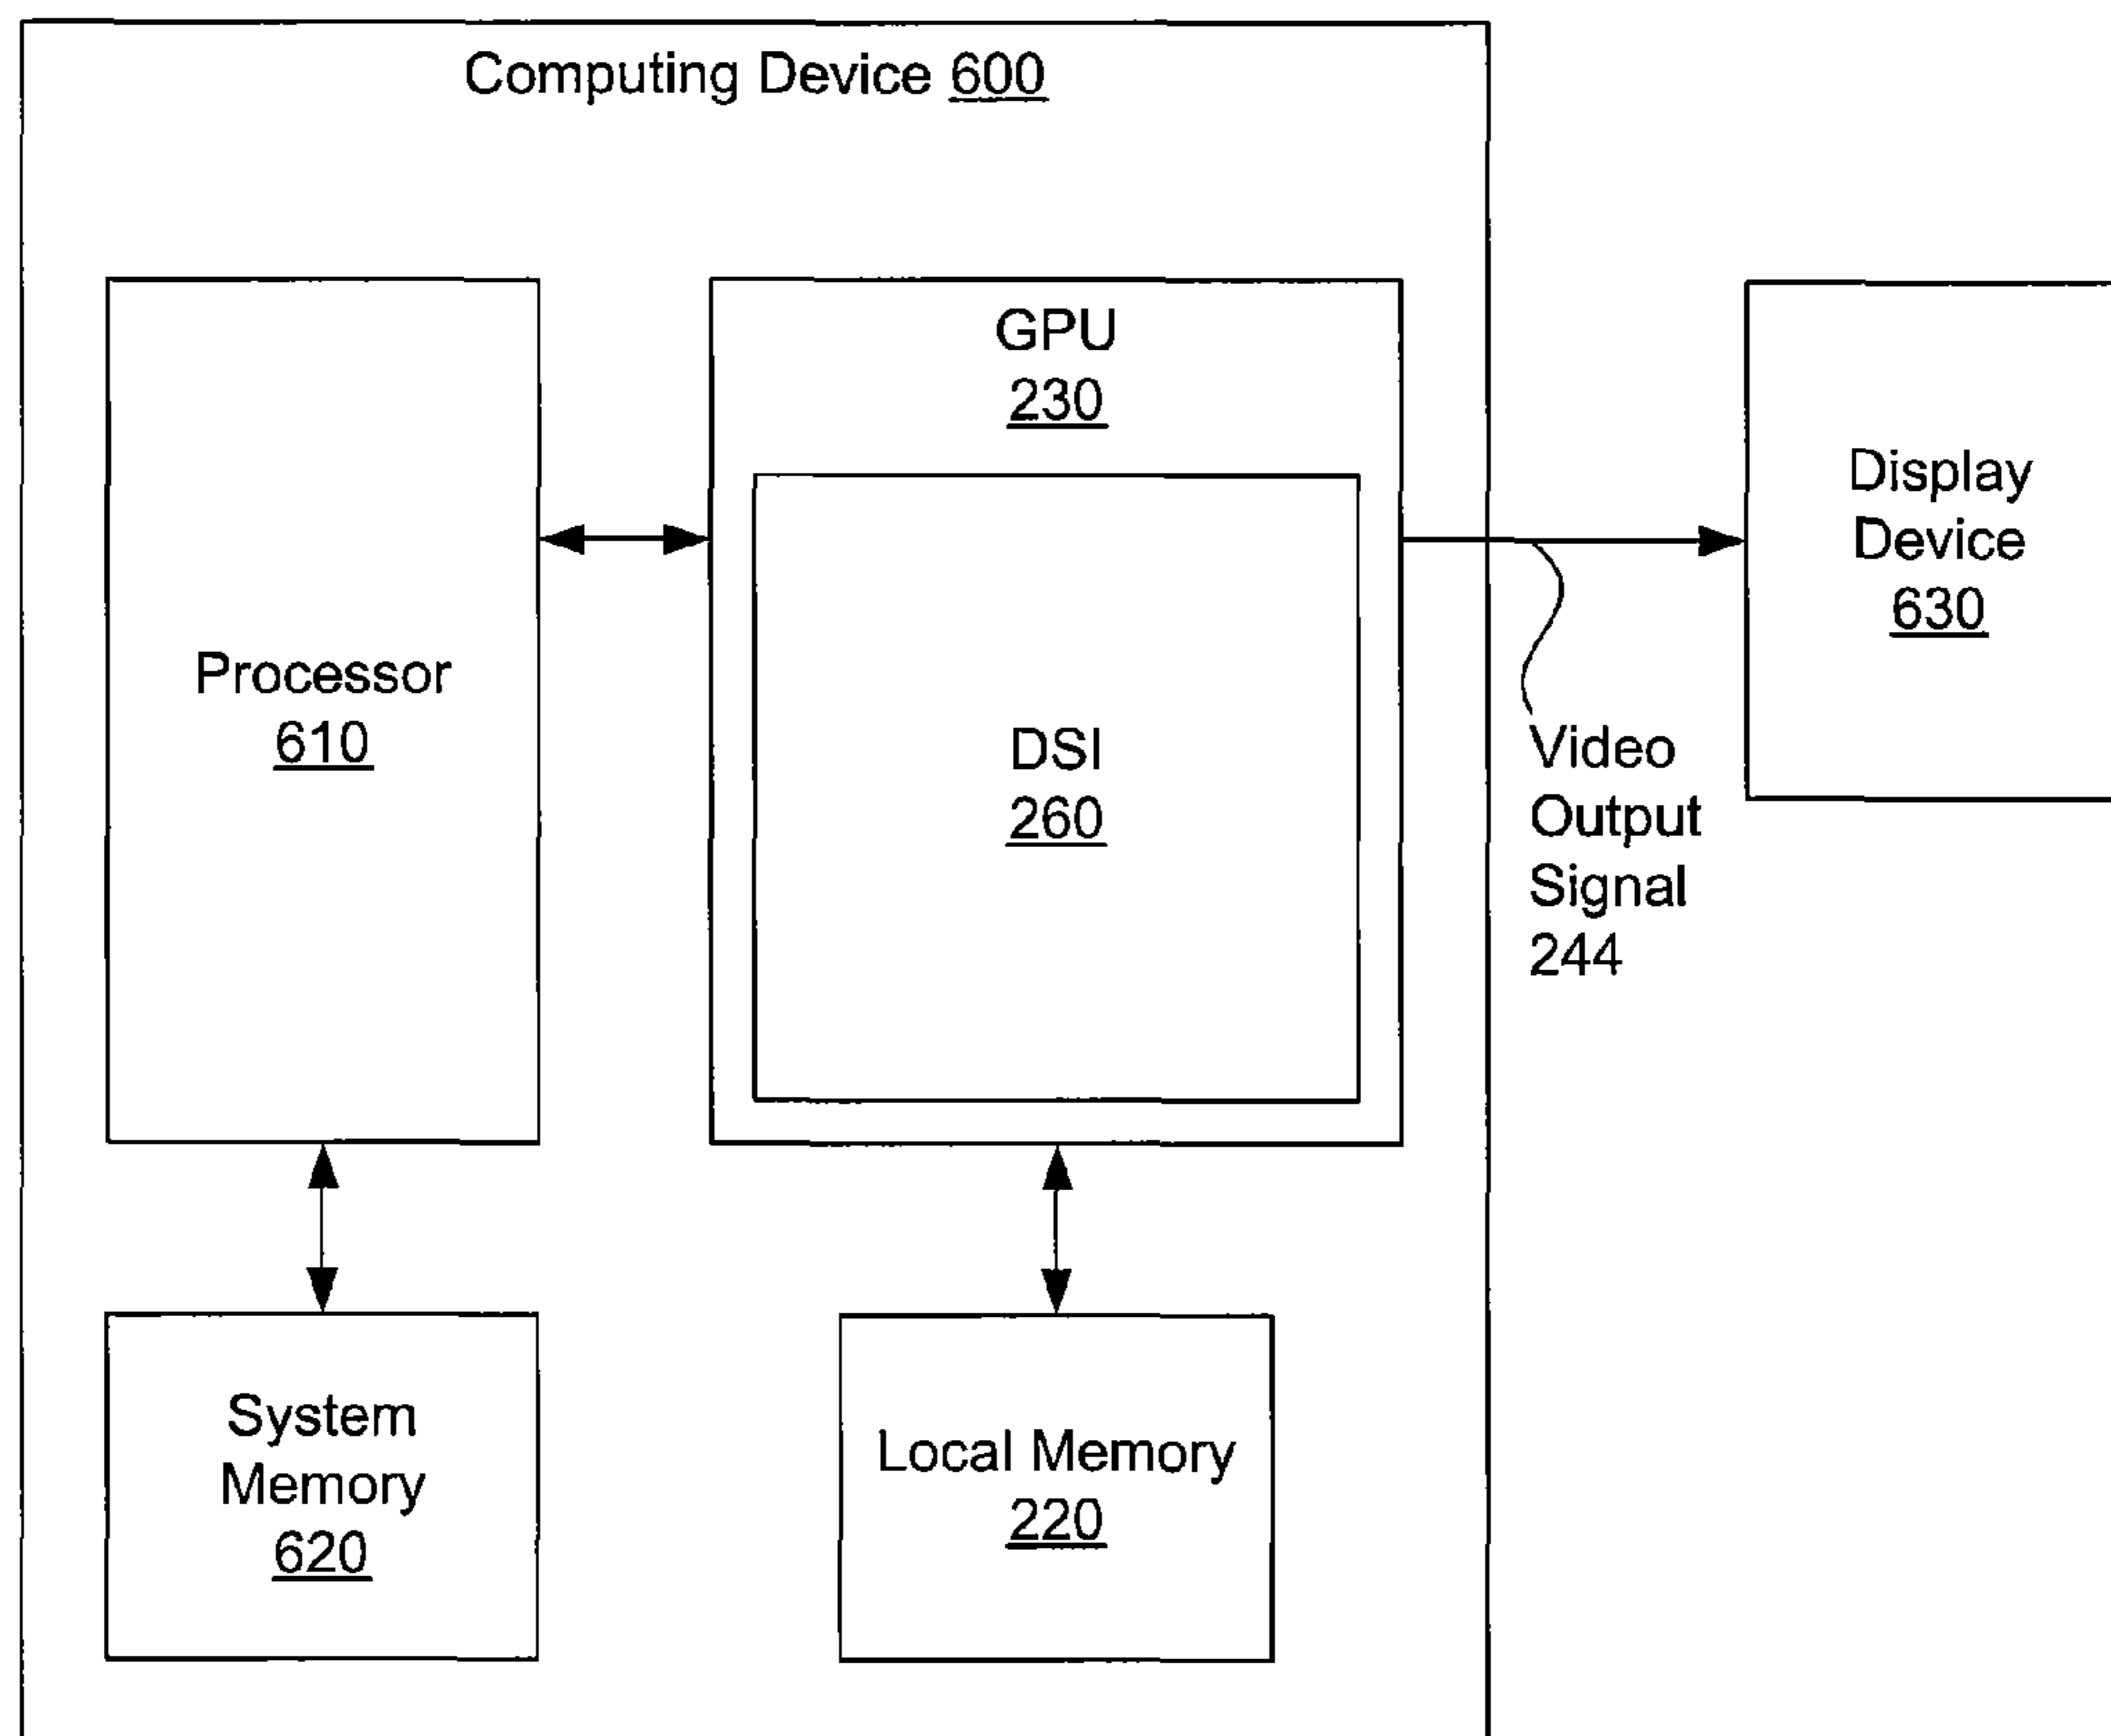 Computing Device 600
GPU
230
Display
Device
630
Processor
610
DSI
260
Video
Output
Signal
244
System
Memory
620
Local Memory
220